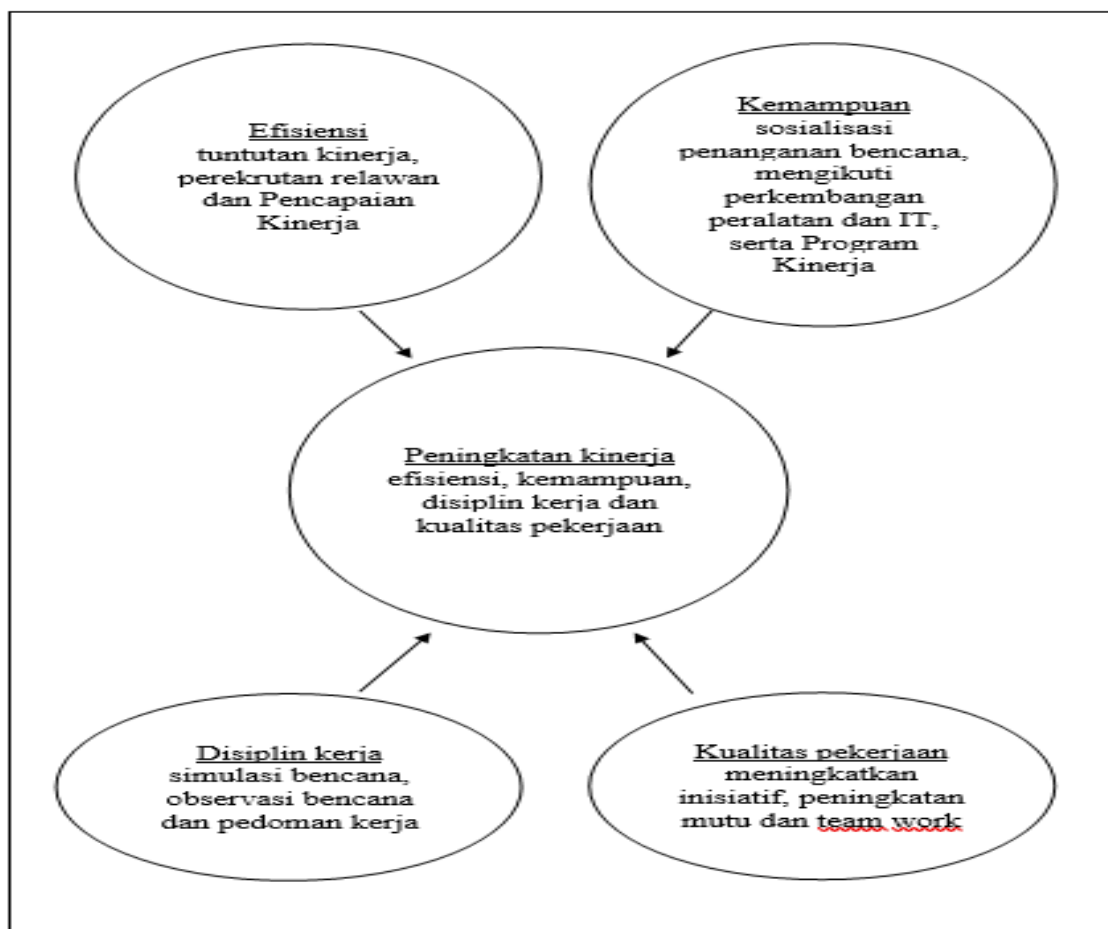 Efisiensi
tuntutan kinerja,
perekrutan relawan
dan Pencapaian
Kinerja
Kemampuan
sosialisasi
penanganan bencana,
mengikuti
perkembangan
peralatan dan IT,
serta Program
Kinerja
Peningkatan kinerja
efisiensi, kemampuan,
disiplin kerja dan
kualitas pekerjaan
Disiplin kerja
simulasi bencana,
observasi bencana
dan pedoman kerja
Kualitas pekerjaan
meningkatkan
inisiatif, peningkatan
mutu dan team work